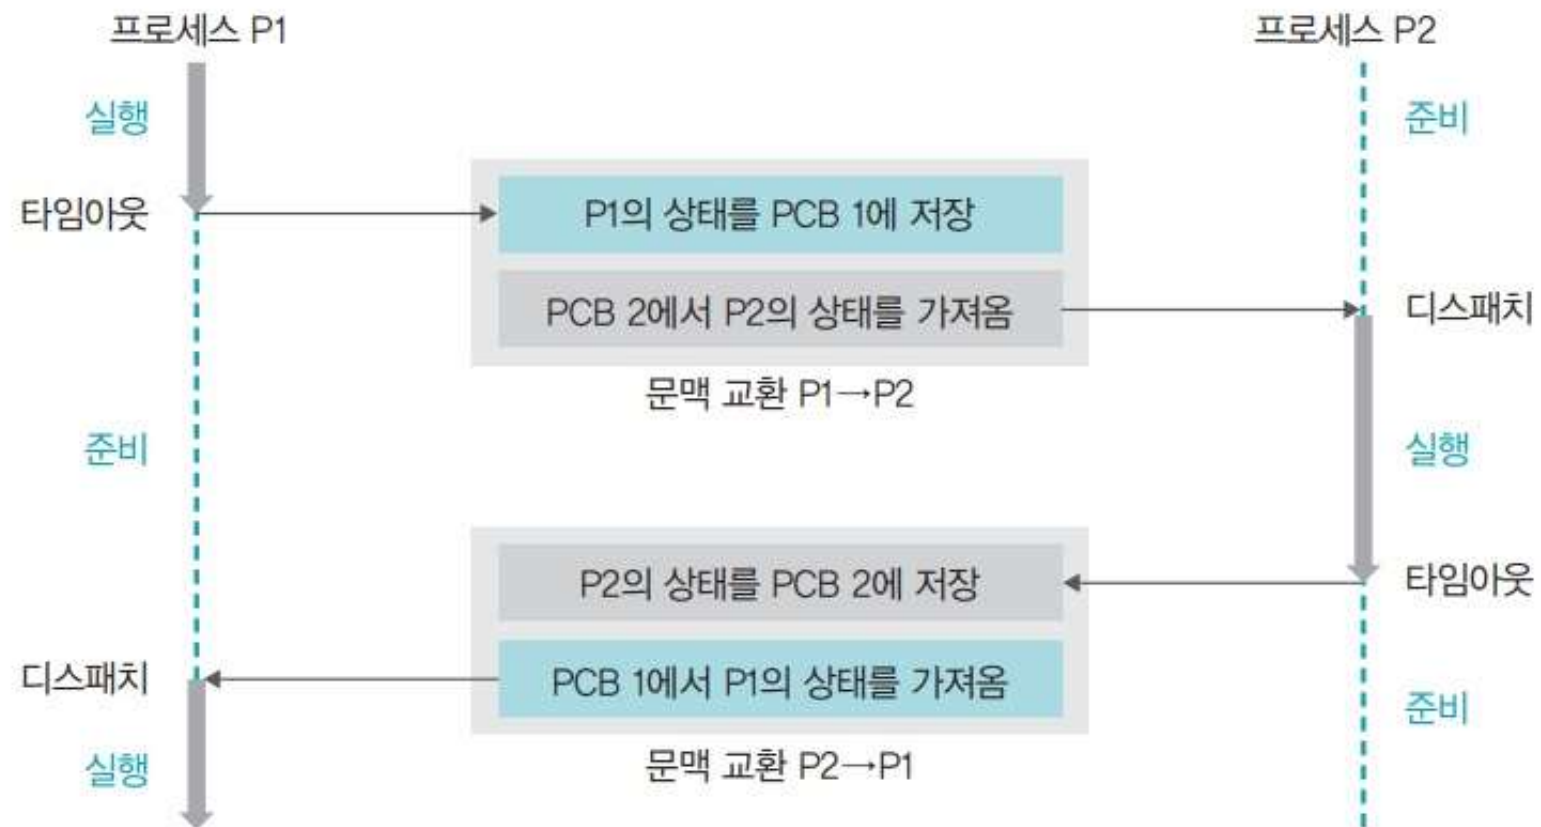 프로세스 P1
프로세스 P2
실행
준비
타임아웃
P1의 상태를 PCB 1에 저장
PCB 2에서 P2의 상태를 가져옴
디스패치
문맥 교환 P1→P2
준비
실행
P2의 상태를 PCB 2에 저장
타임아웃
디스패치
PCB 1에서 P1의 상태를 가져옴
준비
문맥 교환 P2→P1
실행